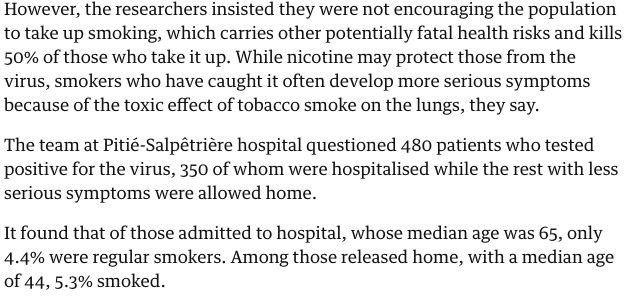 However, the researchers insisted they were not encouraging the population
to take up smoking, which carries other potentially fatal health risks and kills
50% of those who take it up. While nicotine may protect those from the
virus, smokers who have caught it often develop more serious symptoms
because of the toxic effect of tobacco smoke on the lungs, they say.
The team at Pitié-Salpêtrière hospital questioned 480 patients who tested
positive for the virus, 350 of whom were hospitalised while the rest with less
serious symptoms were allowed home.
It found that of those admitted to hospital, whose median age was 65, only
4.4% were regular smokers. Among those released home, with a median age
of 44, 5.3% smoked.